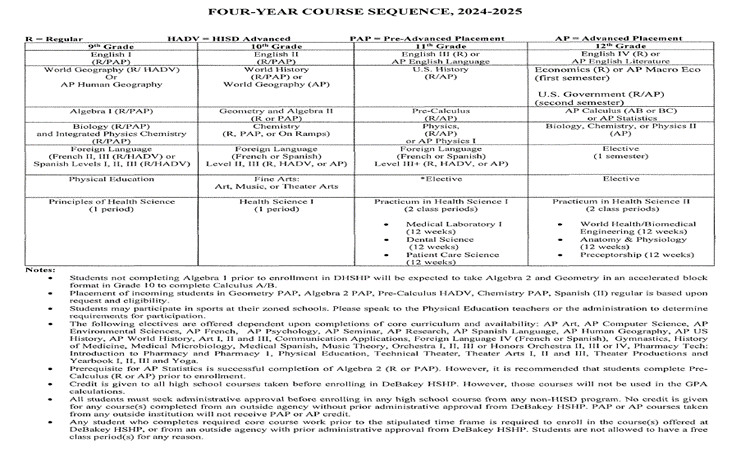 FOUR-YEAR COURSE SEQUENCE, 2024-2025
R = Regular HADV = HISD Advanced PAP = Pre-Advanced Placement AP = Advanced Placement
9th Grade 10th Grade 11th Grade 12th Grade
English I
(R/PAP)
English II
(R/PAP)
English III (R) or
AP English Language
English IV (R) or
AP English Literature
World Geography (R/ HADV)
Or
AP Human Geography
World History
(R/PAP) or
World Geography (AP)
U.S. History
(R/AP)
Economics (R) or AP Macro Eco
(first semester)
U.S. Government (R/AP)
(second semester)
Algebra I (R/PAP)
Geometry and Algebra II
(R or PAP)
Pre-Calculus
(R/AP)
AP Calculus (AB or BC)
or AP Statistics
Biology (R/PAP)
and Integrated Physics Chemistry
(R/PAP)
Chemistry
(R, PAP, or On Ramps)
Physics,
(R/AP)
or AP Physics I
Biology, Chemistry, or Physics II
(AP)
Foreign Language
(French II, III (R/HADV) or
Spanish Levels I, II, III (R/HADV)
Foreign Language
(French or Spanish)
Level II, III (R, HADV, or AP)
Foreign Language
(French or Spanish)
Level III+ (R, HADV, or AP)
Elective
(1 semester)
Physical Education
Fine Arts:
Art, Music, or Theater Arts
*Elective
Elective
Principles of Health Science
(1 period)
Health Science I
(1 period)
Practicum in Health Science I
(2 class periods)
• Medical Laboratory I
(12 weeks)
• Dental Science
(12 weeks)
• Patient Care Science
(12 weeks)
Practicum in Health Science II
(2 class periods)
• World Health/Biomedical
Engineering (12 weeks)
• Anatomy & Physiology
(12 weeks)
• Preceptorship (12 weeks)
Notes:
• Students not completing Algebra 1 prior to enrollment in DHSHP will be expected to take Algebra 2 and Geometry in an accelerated block
format in Grade 10 to complete Calculus A/B.
• Placement of incoming students in Geometry PAP, Algebra 2 PAP, Pre-Calculus HADV, Chemistry PAP, Spanish (II) regular is based upon
request and eligibility.
• Students may participate in sports at their zoned schools. Please speak to the Physical Education teachers or the administration to determine
requirements for participation.
• The following electives are offered dependent upon completions of core curriculum and availability: AP Art, AP Computer Science, AP
Environmental Sciences, AP French, AP Psychology, AP Seminar, AP Research, AP Spanish Language, AP Human Geography, AP US
History, AP World History, Art I, II and III, Communication Applications, Foreign Language IV (French or Spanish), Gymnastics, History
of Medicine, Medical Microbiology, Medical Spanish, Music Theory, Orchestra I, II, III or Honors Orchestra II, III or IV, Pharmacy Tech:
Introduction to Pharmacy and Pharmacy 1, Physical Education, Technical Theater, Theater Arts I, II and III, Theater Productions and
Yearbook I, II, III and Yoga.
• Prerequisite for AP Statistics is successful completion of Algebra 2 (R or PAP). However, it is recommended that students complete Pre-
Calculus (R or AP) prior to enrollment.
• Credit is given to all high school courses taken before enrolling in DeBakey HSHP. However, those courses will not be used in the GPA
calculations.
• All students must seek administrative approval before enrolling in any high school course from any non-HISD program. No credit is given
for any course(s) completed from an outside agency without prior administrative approval from DeBakey HSHP. PAP or AP courses taken
from any outside institution will not receive PAP or AP credit.
• Any student who completes required core course work prior to the stipulated time frame is required to enroll in the course(s) offered at
DeBakey HSHP, or from an outside agency with prior administrative approval from DeBakey HSHP. Students are not allowed to have a free
class period(s) for any reason.